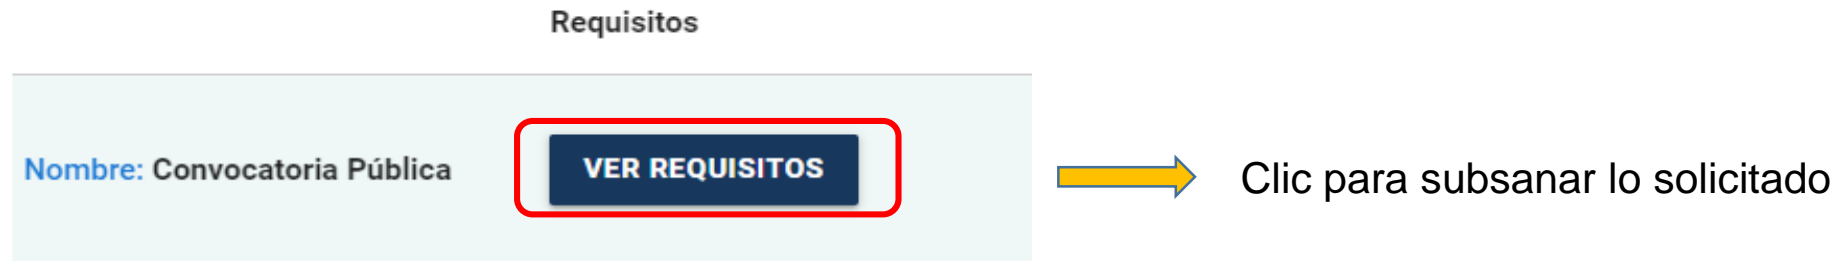 Requisitos
Nombre: Convocatoria Pública
VER REQUISITOS
Clic para subsanar lo solicitado